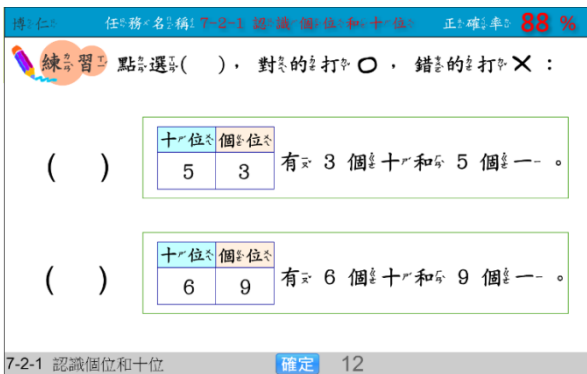 博仁 任務名稱: 7-2-1 認識個位和十位 正確率: 88 %
練習 點選( ),對的打○,錯的打✕:
( ) 十位 個位 有 3 個十和 5 個一。
5 3
( ) 十位 個位 有 6 個十和 9 個一。
6 9
7-2-1 認識個位和十位 確定 12